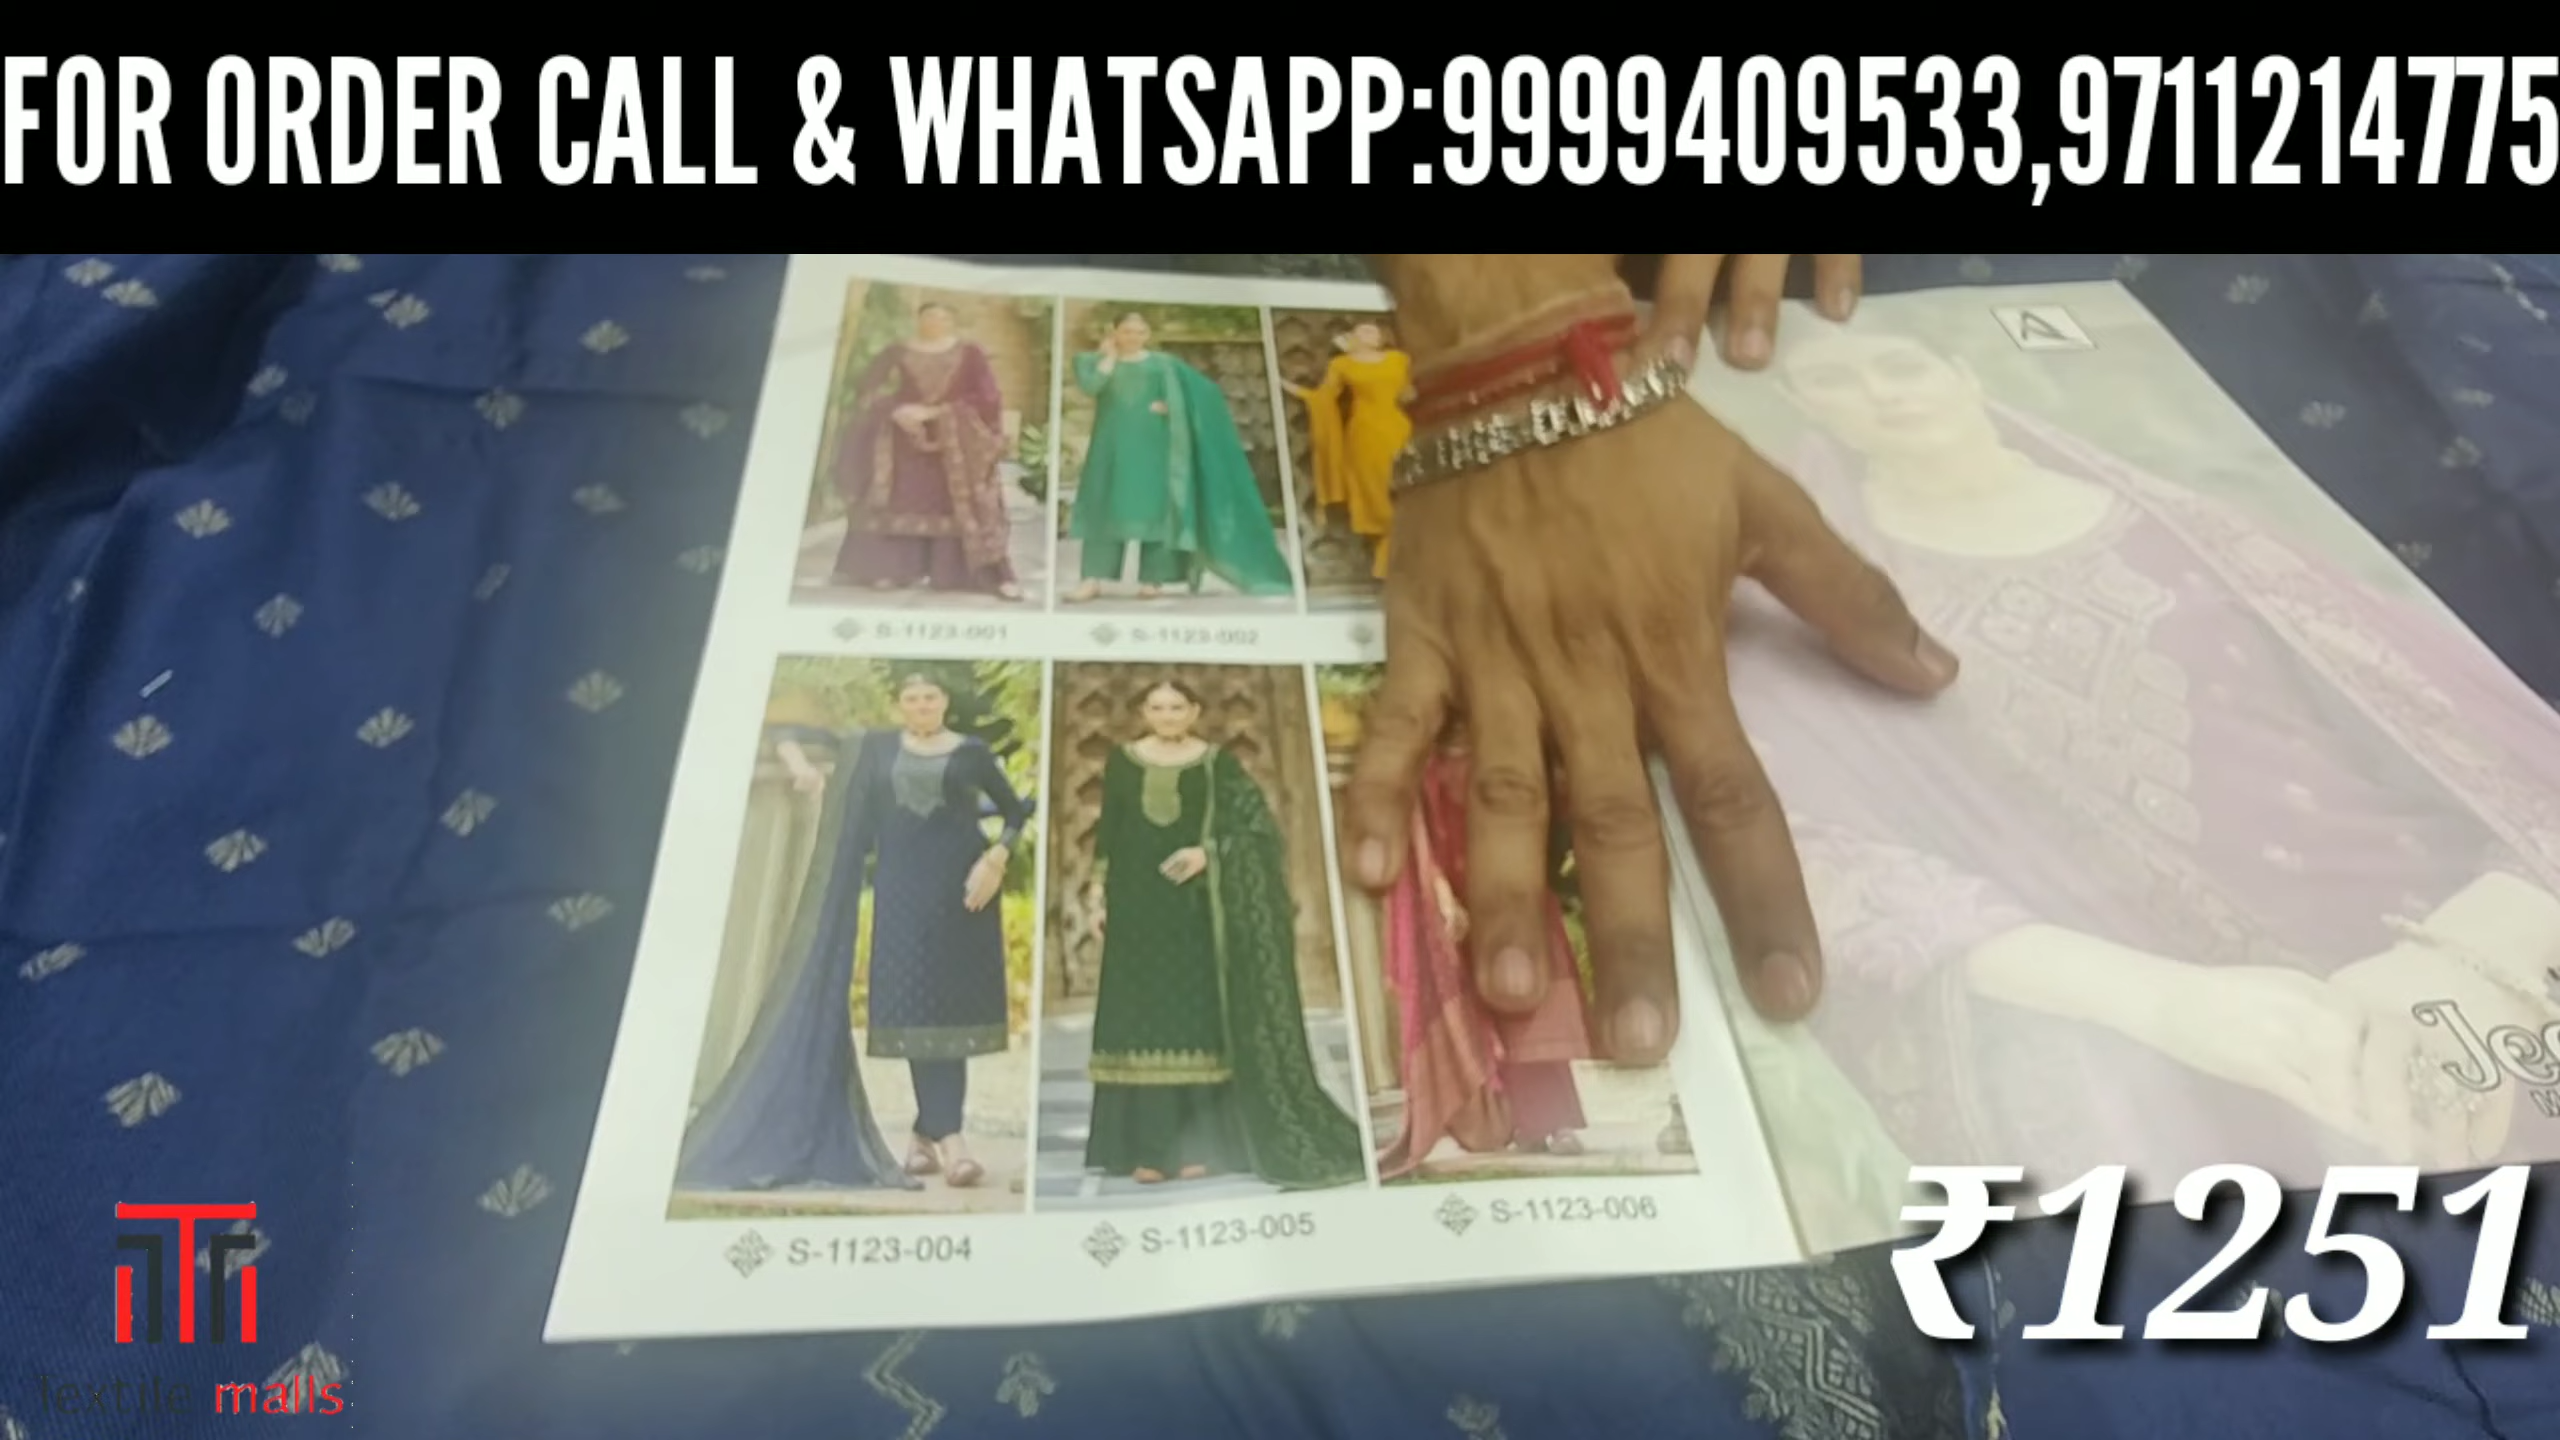 FOR ORDER CALL & WHATSAPP:9999409533,9711214775
S-1123-001
S-1123-002
S-1123-004
S-1123-005
S-1123-006
₹1251
Textile malls